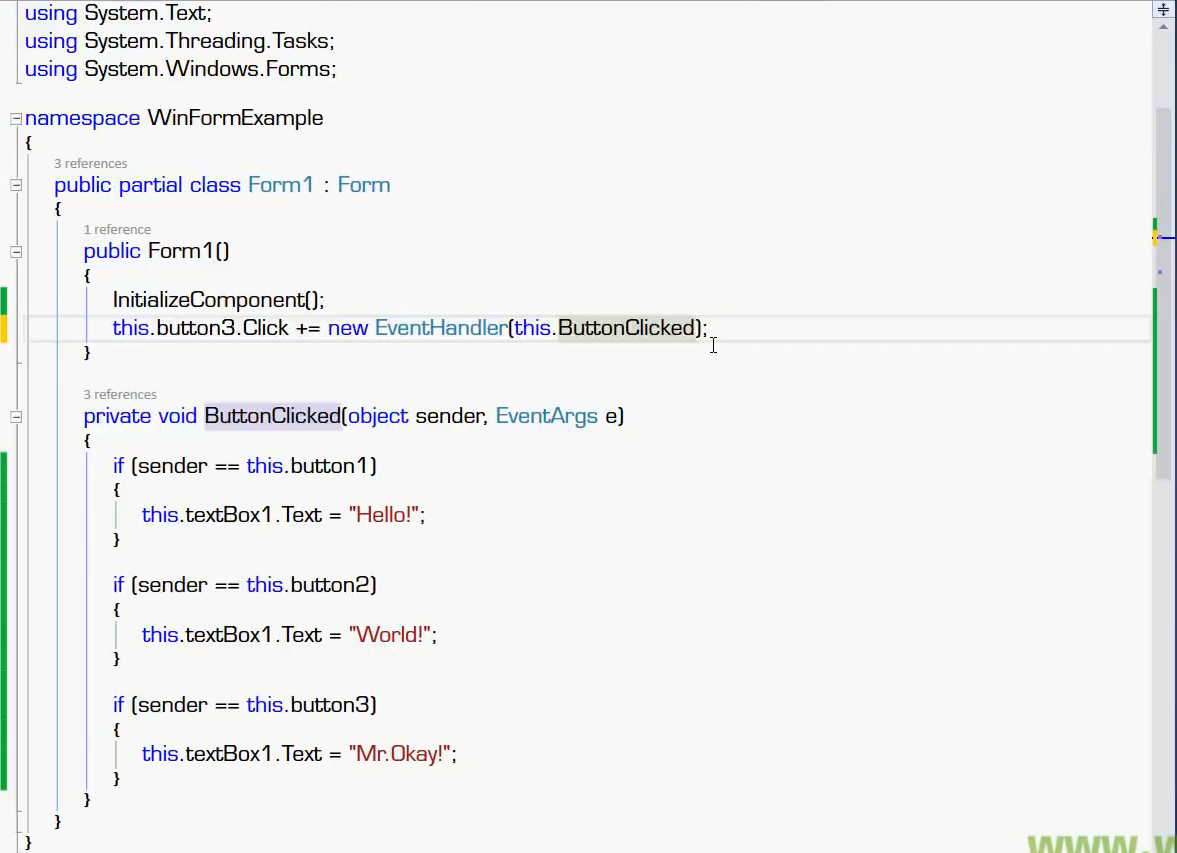 using System.Text;
using System.Threading.Tasks;
using System.Windows.Forms;
namespace WinFormExample
{
3 references
public partial class Form1 : Form
{
1 reference
public Form1()
{
InitializeComponent();
this.button3.Click += new EventHandler(this.ButtonClicked);
}
3 references
private void ButtonClicked(object sender, EventArgs e)
{
if (sender == this.button1)
{
this.textBox1.Text = "Hello!";
}
if (sender == this.button2)
{
this.textBox1.Text = "World!";
}
if (sender == this.button3)
{
this.textBox1.Text = "Mr.Okay!";
}
}
}
}